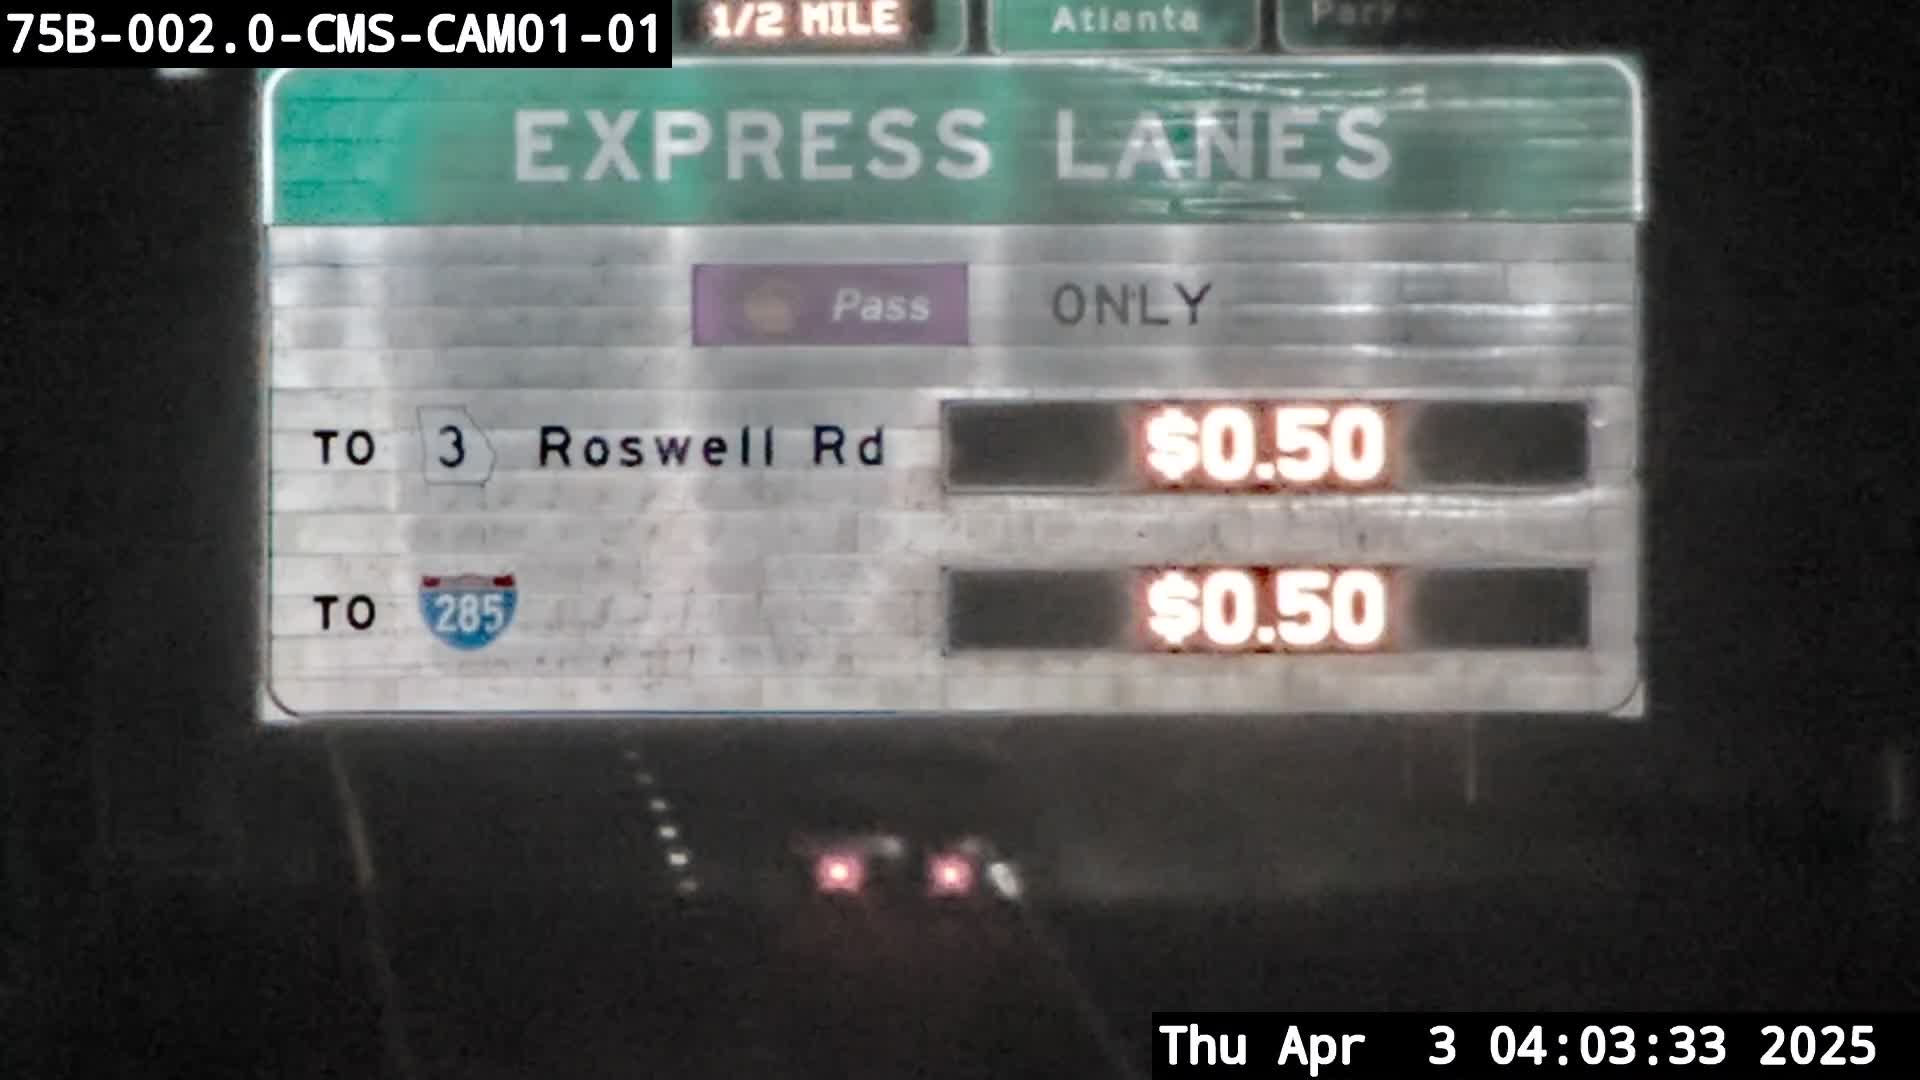 75B-002.0-CMS-CAM01-01
1/2 MILE
Atlanta
EXPRESS LANES
Pass ONLY
TO 3 Roswell Rd $0.50
TO 285 $0.50
Thu Apr 3 04:03:33 2025